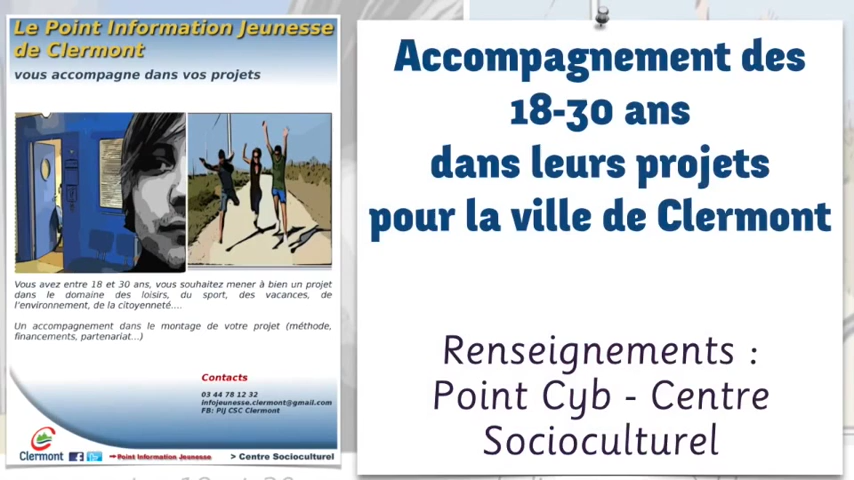 Le Point Information Jeunesse
de Clermont
vous accompagne dans vos projets
Vous avez entre 18 et 30 ans, vous souhaitez mener à bien un projet
dans le domaine des loisirs, du sport, des vacances, de
l'environnement, de la citoyenneté....
Un accompagnement dans le montage de votre projet (méthode,
financements, partenariat...)
Contacts
03 44 78 12 32
infojeunesse.clermont@gmail.com
FB: PIJ CSC Clermont
Clermont
Point Information Jeunesse
> Centre Socioculturel
Accompagnement des
18-30 ans
dans leurs projets
pour la ville de Clermont
Renseignements :
Point Cyb - Centre
Socioculturel